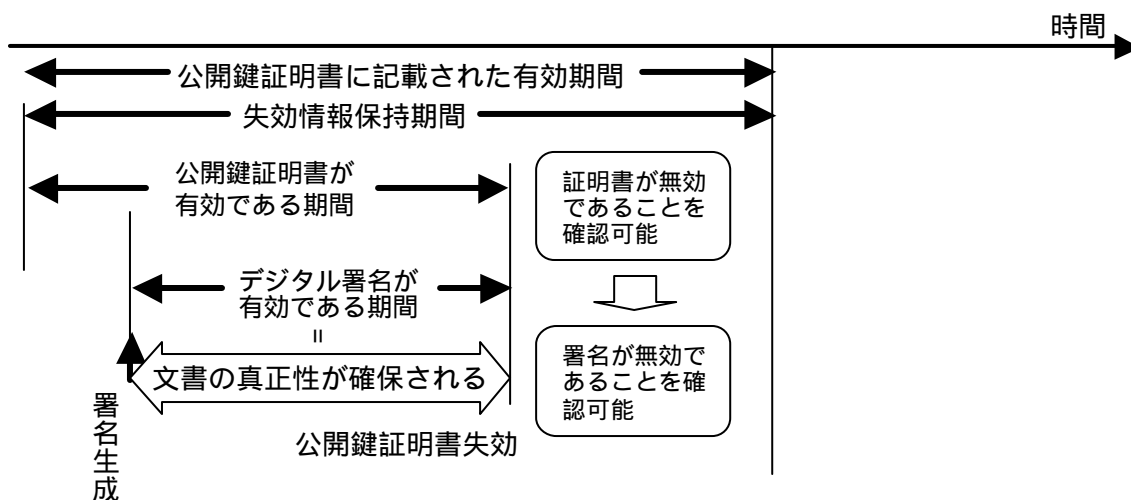 時間
公開鍵証明書に記載された有効期間
失効情報保持期間
公開鍵証明書が
有効である期間
証明書が無効
であることを
確認可能
デジタル署名が
有効である期間
=
文書の真正性が確保される
署名が無効で
あることを確
認可能
公開鍵証明書失効
署名生成